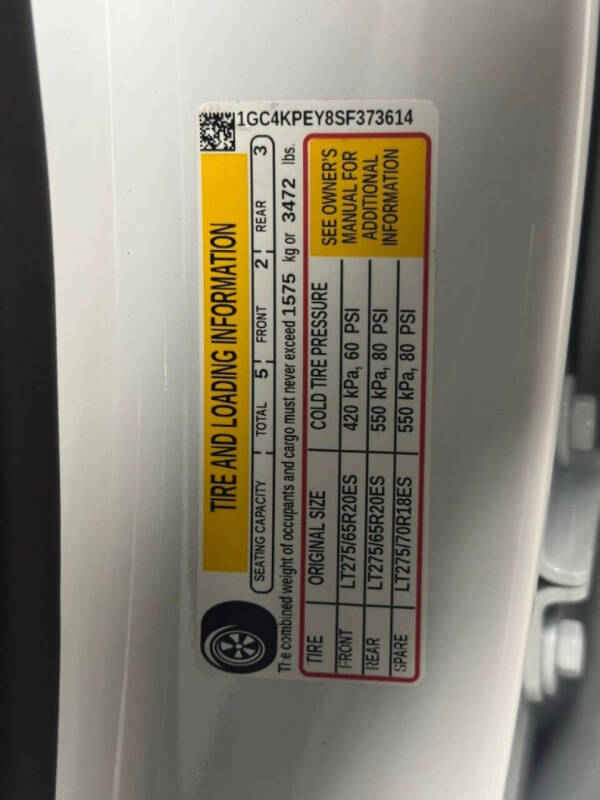 1GC4KPEY8SF373614
TIRE AND LOADING INFORMATION
SEATING CAPACITY TOTAL 5 FRONT 2 REAR 3
The combined weight of occupants and cargo must never exceed 1575 kg or 3472 lbs.
TIRE ORIGINAL SIZE COLD TIRE PRESSURE
FRONT LT275/65R20ES 420 kPa, 60 PSI
REAR LT275/65R20ES 550 kPa, 80 PSI
SPARE LT275/70R18ES 550 kPa, 80 PSI
SEE OWNER'S
MANUAL FOR
ADDITIONAL
INFORMATION